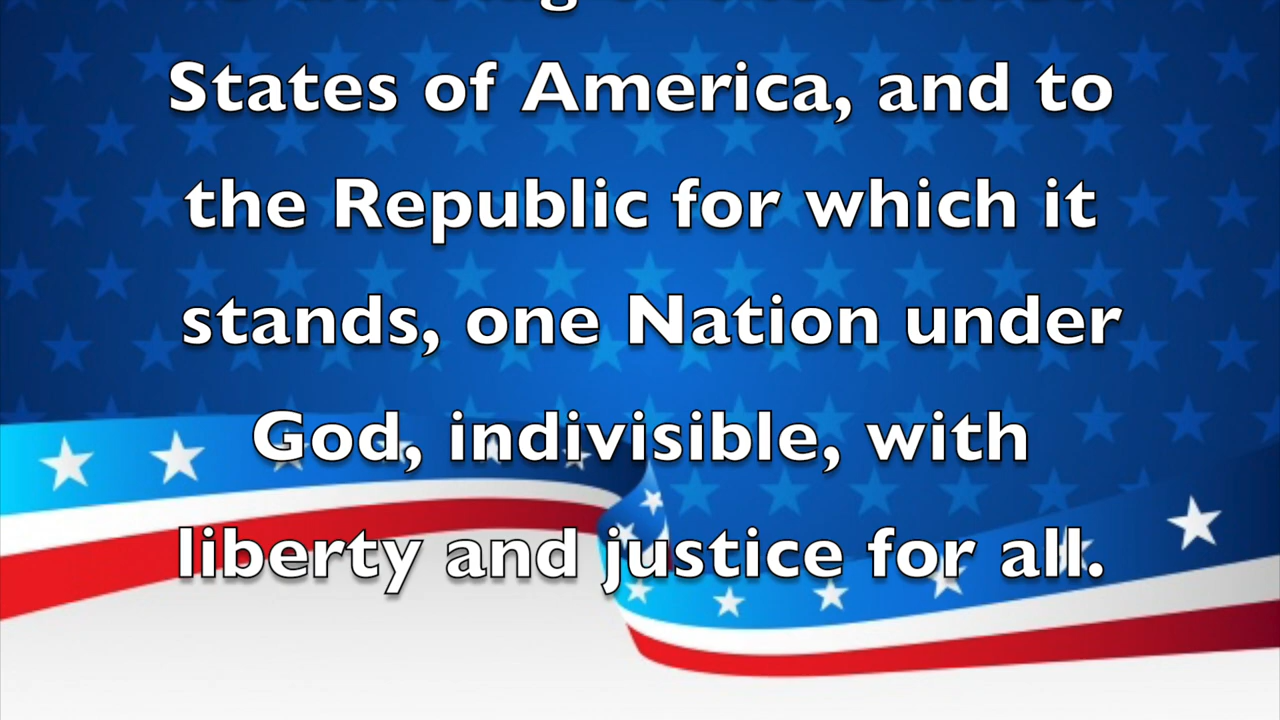 States of America, and to
the Republic for which it
stands, one Nation under
God, indivisible, with
liberty and justice for all.